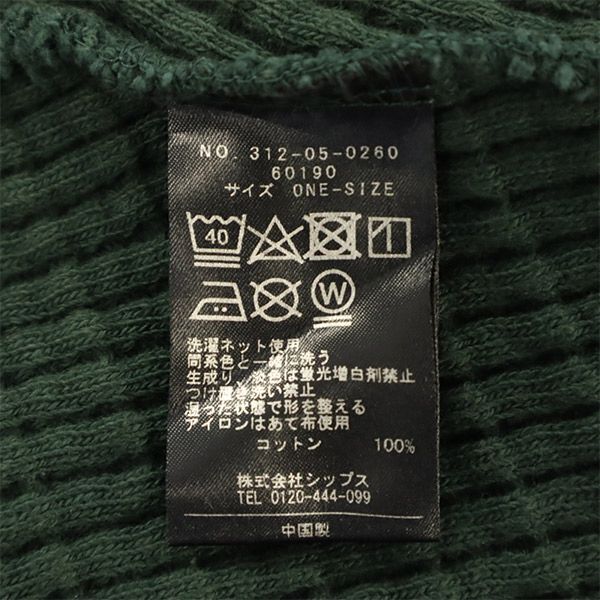 NO. 312-05-0260
60190
サイズ ONE-SIZE
40
W
洗濯ネット使用
同系色と一緒に洗う
生成り、淡色は蛍光増白剤禁止
つけ置き洗い禁止
湿った状態で形を整える
アイロンはあて布使用
コットン 100%
株式会社シップス
TEL 0120-444-099
中国製